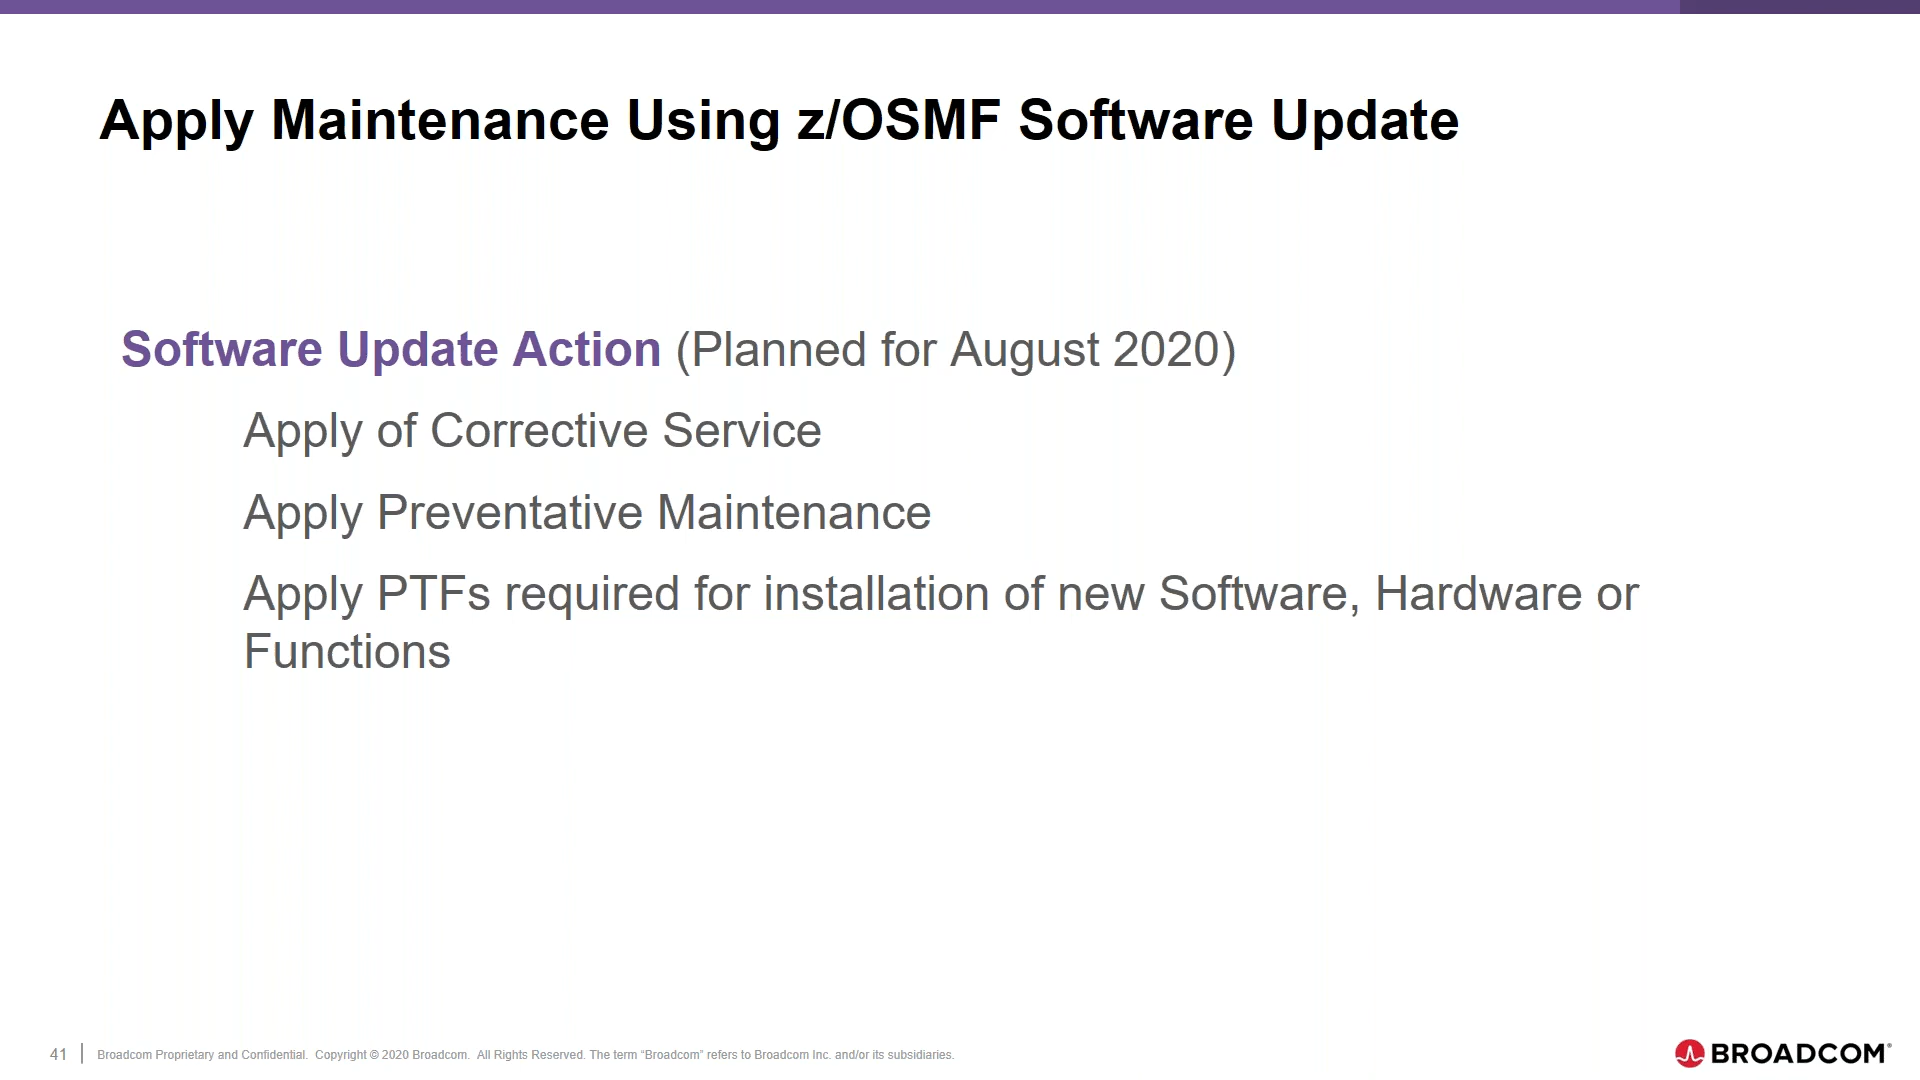 Apply Maintenance Using z/OSMF Software Update
Software Update Action (Planned for August 2020)
Apply of Corrective Service
Apply Preventative Maintenance
Apply PTFs required for installation of new Software, Hardware or
Functions
41 | Broadcom Proprietary and Confidential. Copyright © 2020 Broadcom. All Rights Reserved. The term “Broadcom” refers to Broadcom Inc. and/or its subsidiaries.
BROADCOM®